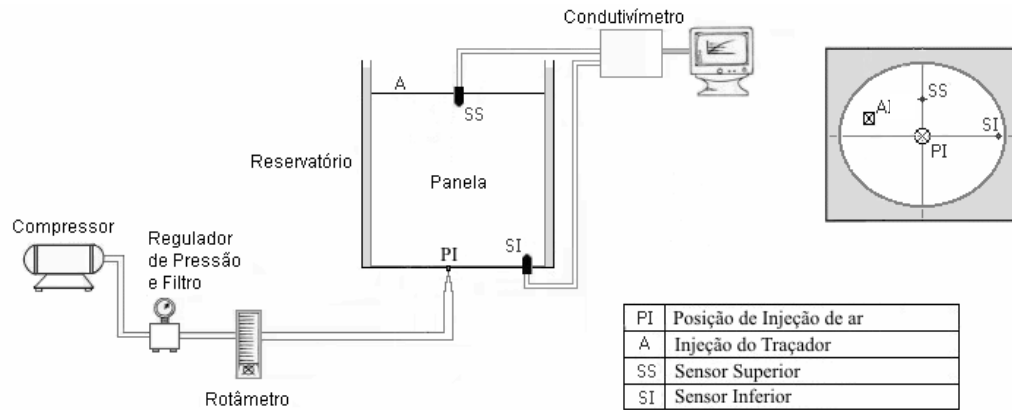 Condutivímetro
A
SS
Reservatório
Panela
Compressor
Regulador
de Pressão
e Filtro
PI
SI
Rotâmetro
SS
AI
SI
PI
PI Posição de Injeção de ar
A Injeção do Traçador
SS Sensor Superior
SI Sensor Inferior